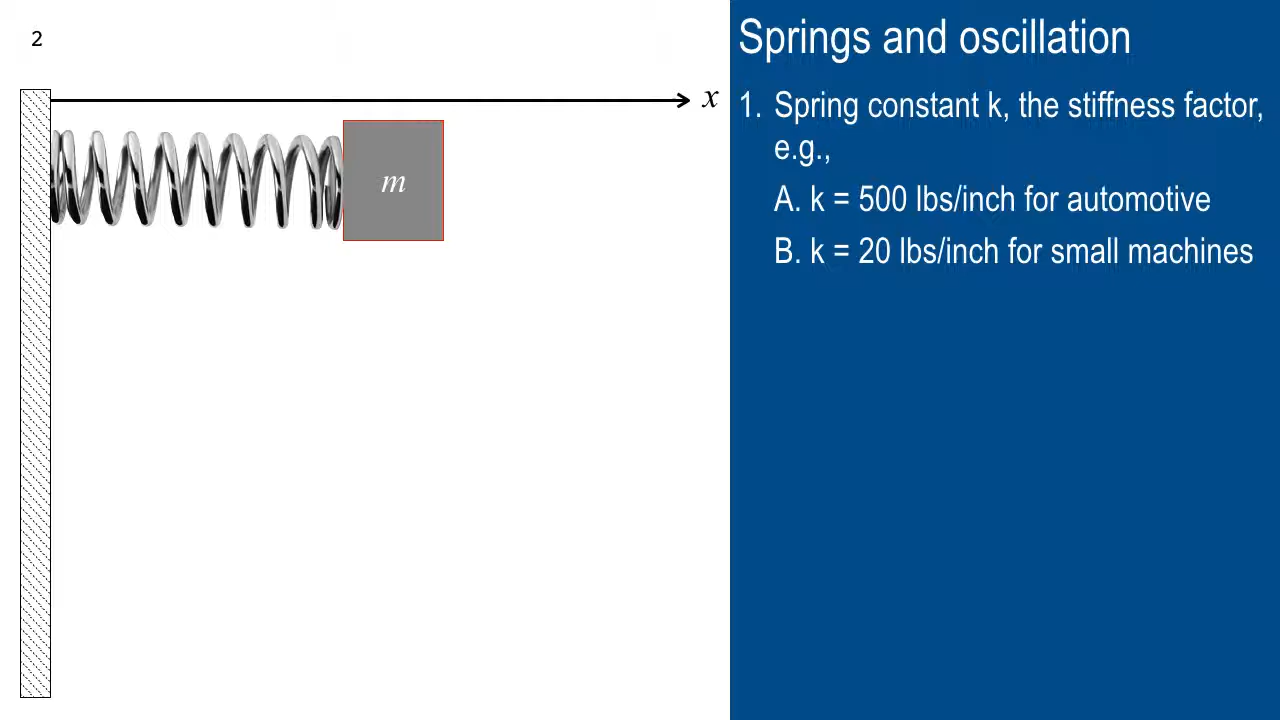 2
x
m
Springs and oscillation
1. Spring constant k, the stiffness factor,
e.g.,
A. k = 500 lbs/inch for automotive
B. k = 20 lbs/inch for small machines